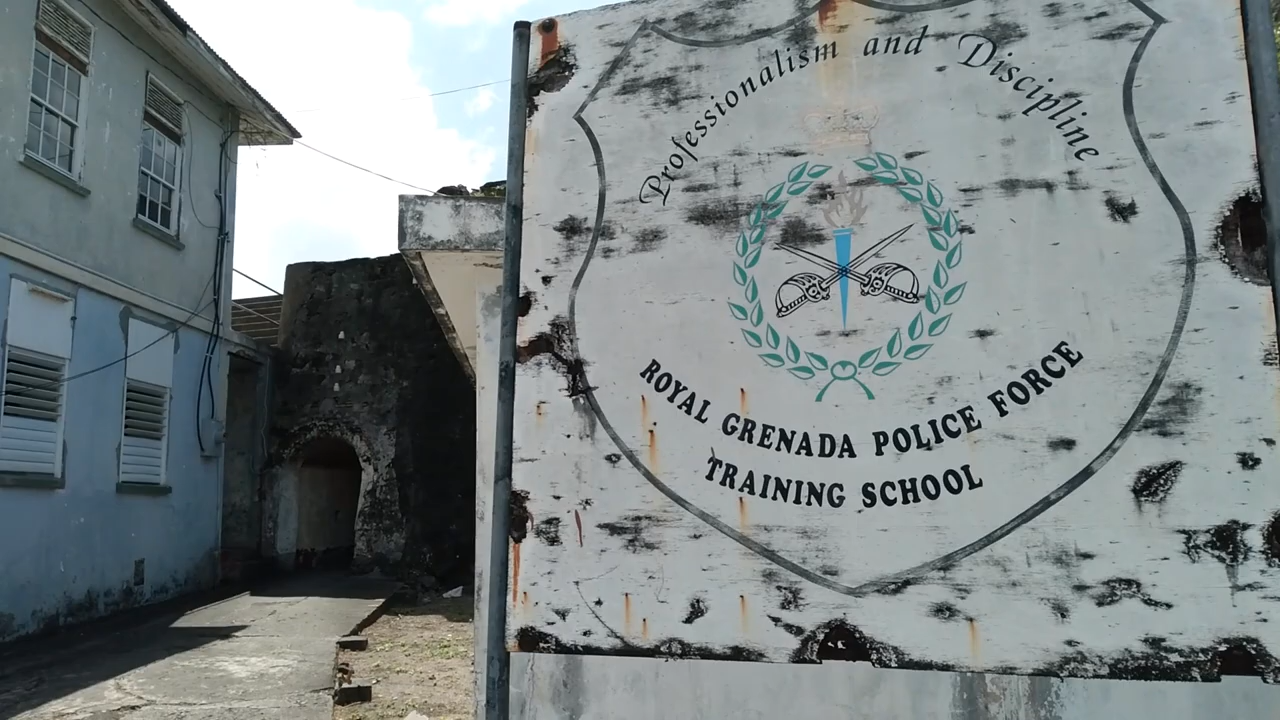 Professionalism and Discipline
ROYAL GRENADA POLICE FORCE
TRAINING SCHOOL